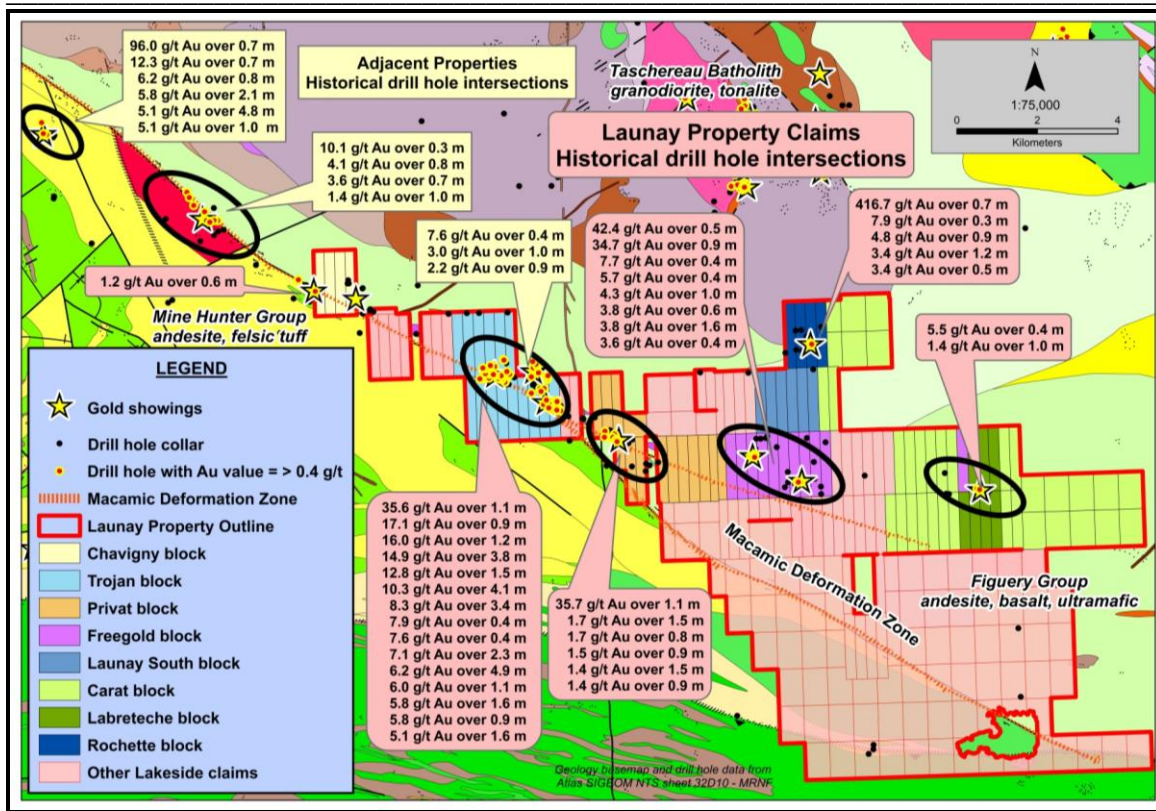 96.0 g/t Au over 0.7 m
12.3 g/t Au over 0.7 m
6.2 g/t Au over 0.8 m
5.8 g/t Au over 2.1 m
5.1 g/t Au over 4.8 m
5.1 g/t Au over 1.0 m
Adjacent Properties
Historical drill hole intersections
Taschereau Batholith
granodiorite, tonalite
N
1:75,000
0 2 4
Kilometers
Launay Property Claims
Historical drill hole intersections
10.1 g/t Au over 0.3 m
4.1 g/t Au over 0.8 m
3.6 g/t Au over 0.7 m
1.4 g/t Au over 1.0 m
7.6 g/t Au over 0.4 m
3.0 g/t Au over 1.0 m
2.2 g/t Au over 0.9 m
42.4 g/t Au over 0.5 m
34.7 g/t Au over 0.9 m
7.7 g/t Au over 0.4 m
5.7 g/t Au over 0.4 m
4.3 g/t Au over 1.0 m
3.8 g/t Au over 0.6 m
3.8 g/t Au over 1.6 m
3.6 g/t Au over 0.4 m
416.7 g/t Au over 0.7 m
7.9 g/t Au over 0.3 m
4.8 g/t Au over 0.9 m
3.4 g/t Au over 1.2 m
3.4 g/t Au over 0.5 m
1.2 g/t Au over 0.6 m
Mine Hunter Group
andesite, felsic tuff
5.5 g/t Au over 0.4 m
1.4 g/t Au over 1.0 m
LEGEND
Gold showings
Drill hole collar
Drill hole with Au value = > 0.4 g/t
Macamic Deformation Zone
Launay Property Outline
Chavigny block
Trojan block
Privat block
Freegold block
Launay South block
Carat block
Labreteche block
Rochette block
Other Lakeside claims
35.6 g/t Au over 1.1 m
17.1 g/t Au over 0.9 m
16.0 g/t Au over 1.2 m
14.9 g/t Au over 3.8 m
12.8 g/t Au over 1.5 m
10.3 g/t Au over 4.1 m
8.3 g/t Au over 3.4 m
7.9 g/t Au over 0.4 m
7.6 g/t Au over 0.4 m
7.1 g/t Au over 2.3 m
6.2 g/t Au over 4.9 m
6.0 g/t Au over 1.1 m
5.8 g/t Au over 1.6 m
5.8 g/t Au over 0.9 m
5.1 g/t Au over 1.6 m
35.7 g/t Au over 1.1 m
1.7 g/t Au over 1.5 m
1.7 g/t Au over 0.8 m
1.5 g/t Au over 0.9 m
1.4 g/t Au over 1.5 m
1.4 g/t Au over 0.9 m
Macamic Deformation Zone
Figuery Group
andesite, basalt, ultramafic
Geology basemap and drill hole data from
Atlas SIGEOM NTS sheet 32D10 - MRNF